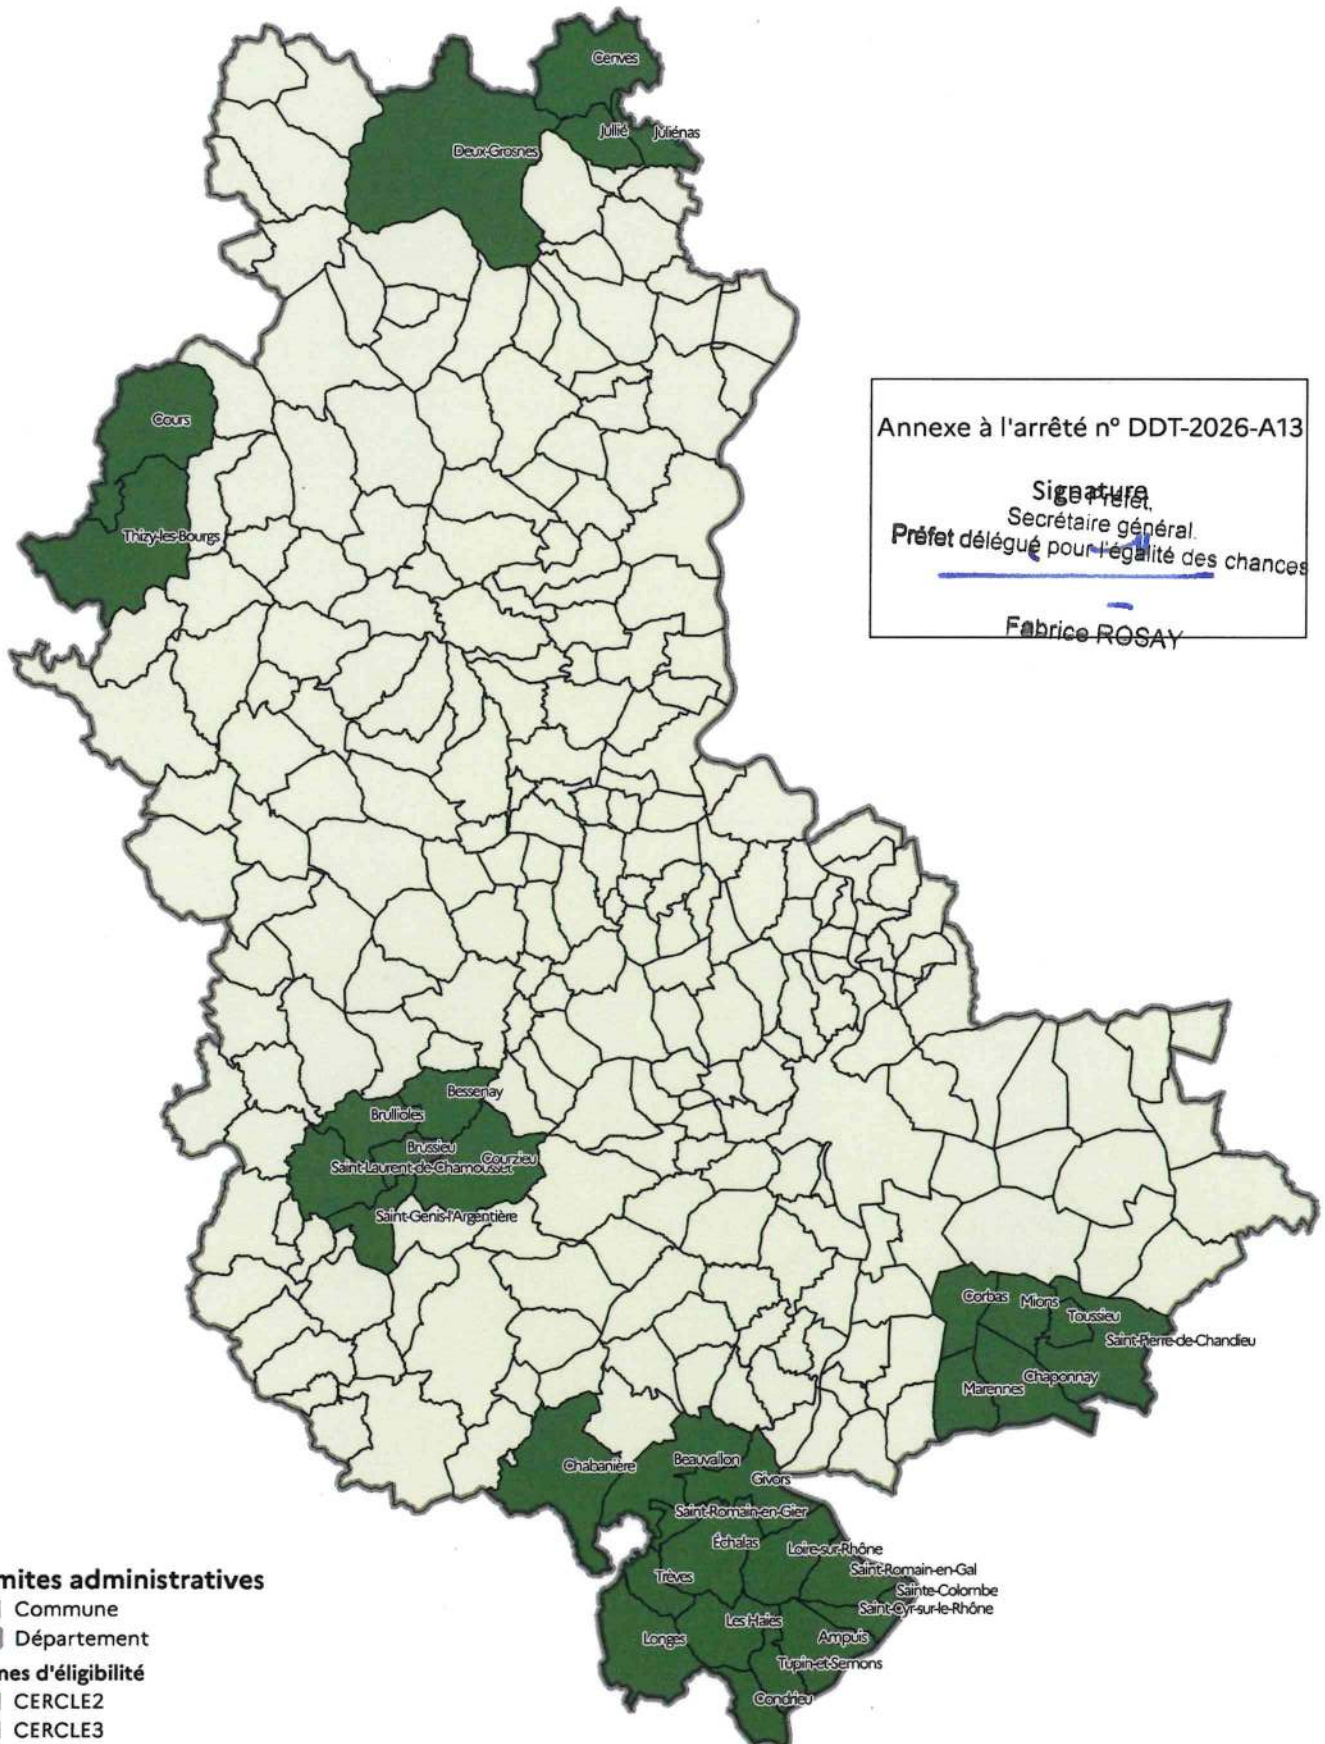 Cenves
Jullié
Juliénas
Deux-Grosnes
Cours
Thizy-les-Bourgs
Annexe à l'arrêté n° DDT-2026-A13
Signature
Préfet,
Secrétaire général.
Préfet délégué pour l'égalité des chances
Fabrice ROSAY
Bessenay
Brullioles
Brussieu
Courzieu
Saint-Laurent-de-Chamousset
Saint-Genis-l'Argentière
Corbas
Mions
Toussieu
Saint-Pierre-de-Chandieu
Chaponnay
Marennes
Chabanière
Beauvallon
Givors
Saint-Romain-en-Gier
Échalas
Loire-sur-Rhône
Saint-Romain-en-Gal
Trèves
Sainte-Colombe
Saint-Cyr-sur-le-Rhône
Les Haies
Longes
Ampuis
Tupin-et-Semons
Condrieu
mites administratives
Commune
Département
nes d'éligibilité
CERCLE2
CERCLE3